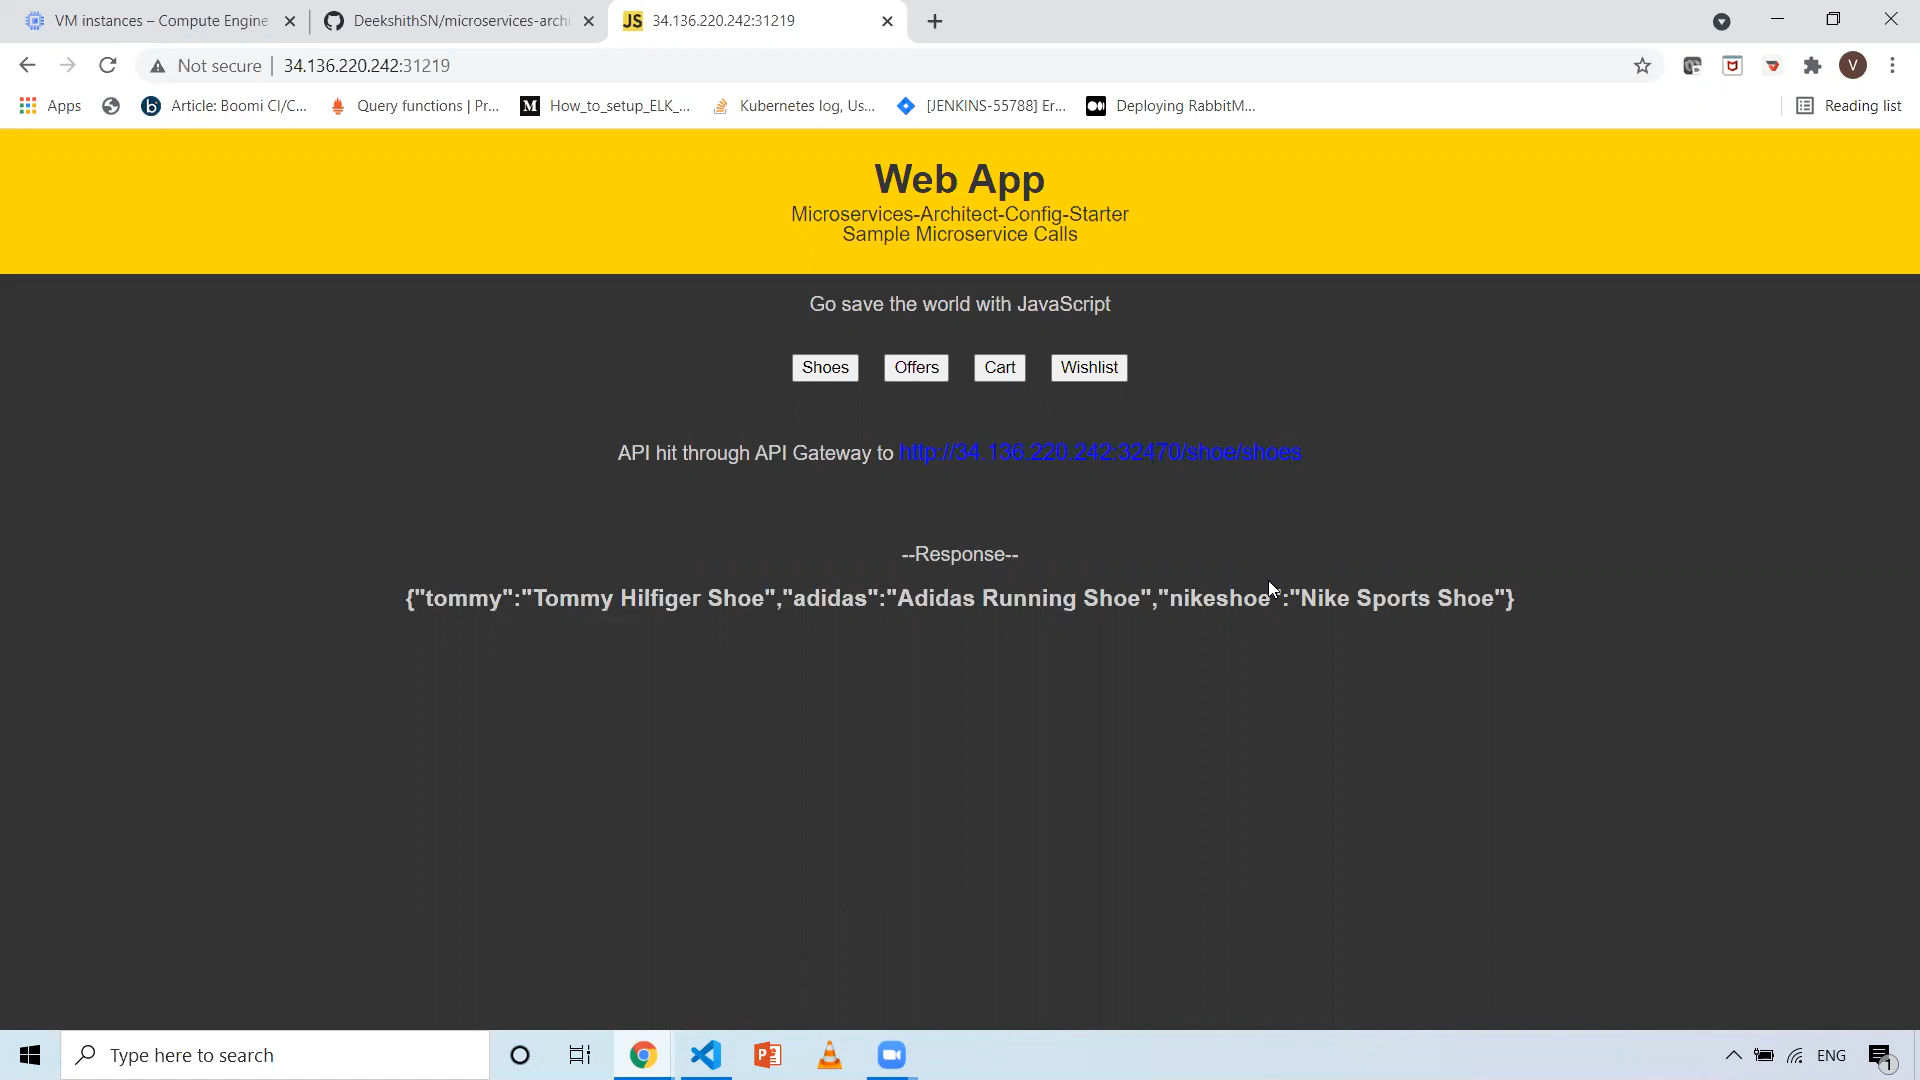 VM instances – Compute Engine
DeekshithSN/microservices-archi
JS 34.136.220.242:31219
Not secure 34.136.220.242:31219
V
Apps
b Article: Boomi CI/C...
Query functions | Pr...
M How_to_setup_ELK_...
Kubernetes log, Us...
[JENKINS-55788] Er...
Deploying RabbitM...
Reading list
Web App
Microservices-Architect-Config-Starter
Sample Microservice Calls
Go save the world with JavaScript
Shoes Offers Cart Wishlist
API hit through API Gateway to http://34.136.220.242:32470/shoe/shoes
--Response--
{"tommy":"Tommy Hilfiger Shoe","adidas":"Adidas Running Shoe","nikeshoe":"Nike Sports Shoe"}
Type here to search
P
ENG
1